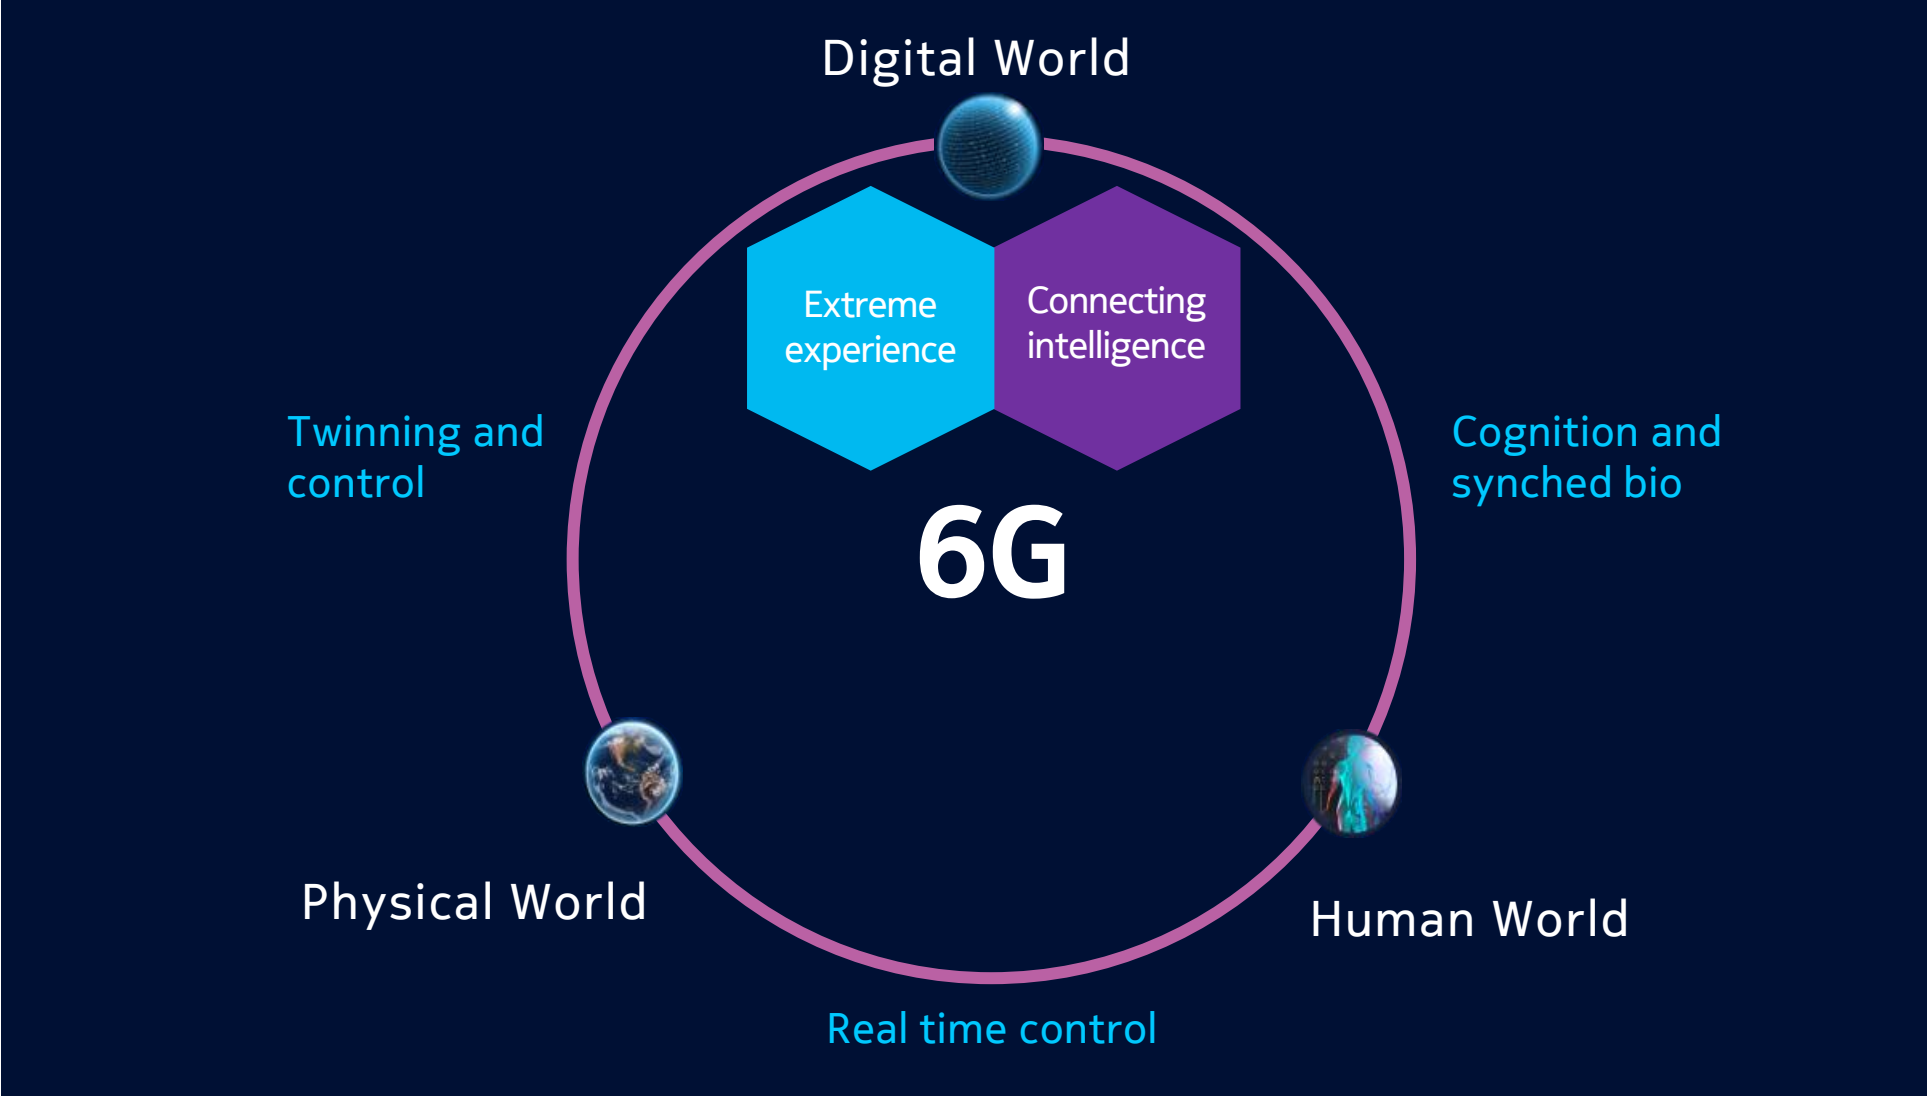 Digital World
Extreme
experience
Connecting
intelligence
Twinning and
control
Cognition and
synched bio
6G
Physical World
Human World
Real time control